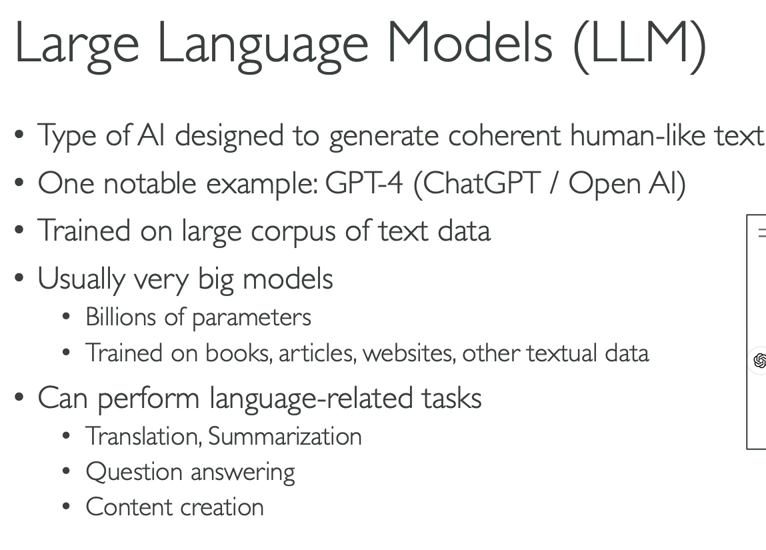 Large Language Models (LLM)
• Type of AI designed to generate coherent human-like text
• One notable example: GPT-4 (ChatGPT / Open AI)
• Trained on large corpus of text data
• Usually very big models
• Billions of parameters
• Trained on books, articles, websites, other textual data
• Can perform language-related tasks
• Translation, Summarization
• Question answering
• Content creation